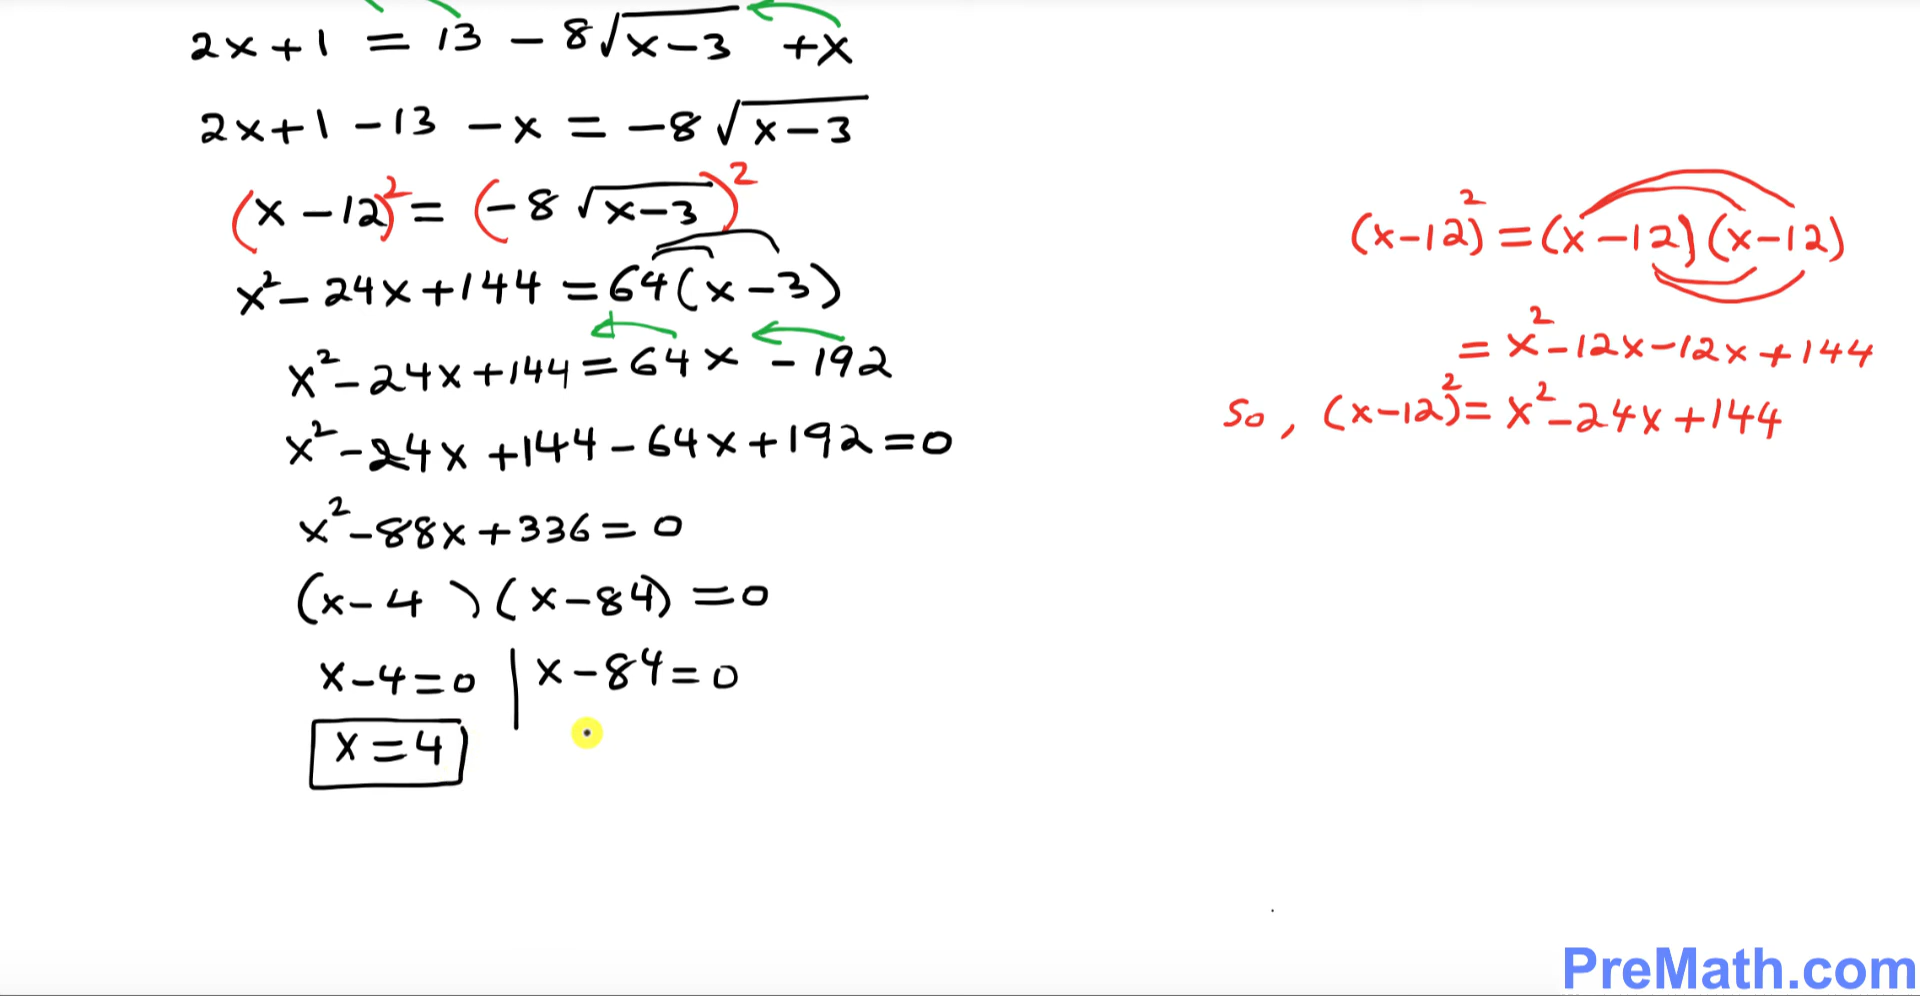 2x+1 = 13 - 8√x-3 +x
2x+1-13-x = -8√x-3
(x-12)² = (-8√x-3)²
x²-24x+144 = 64(x-3)
x²-24x+144 = 64x-192
x²-24x+144-64x+192=0
x²-88x+336=0
(x-4)(x-84)=0
x-4=0 | x-84=0
x=4
(x-12)² = (x-12)(x-12)
= x²-12x-12x+144
So, (x-12)² = x²-24x+144
PreMath.com